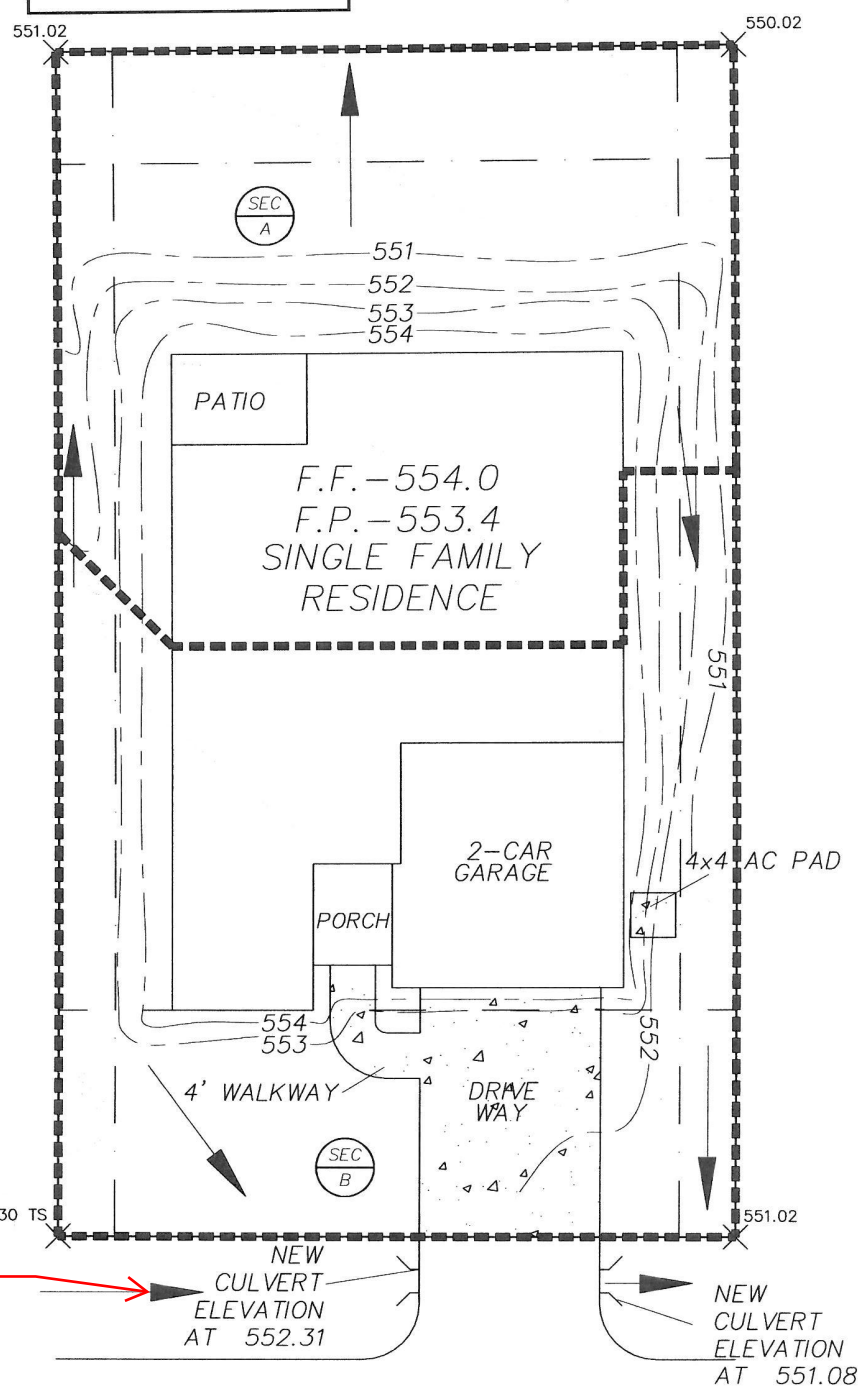 551.02
550.02
SEC
A
551
552
553
554
PATIO
F.F.-554.0
F.P.-553.4
SINGLE FAMILY
RESIDENCE
551
2-CAR
GARAGE
4x4 AC PAD
PORCH
554
553
552
4' WALKWAY
DRIVE
WAY
SEC
B
30 TS
551.02
NEW
CULVERT
ELEVATION
AT 552.31
NEW
CULVERT
ELEVATION
AT 551.08